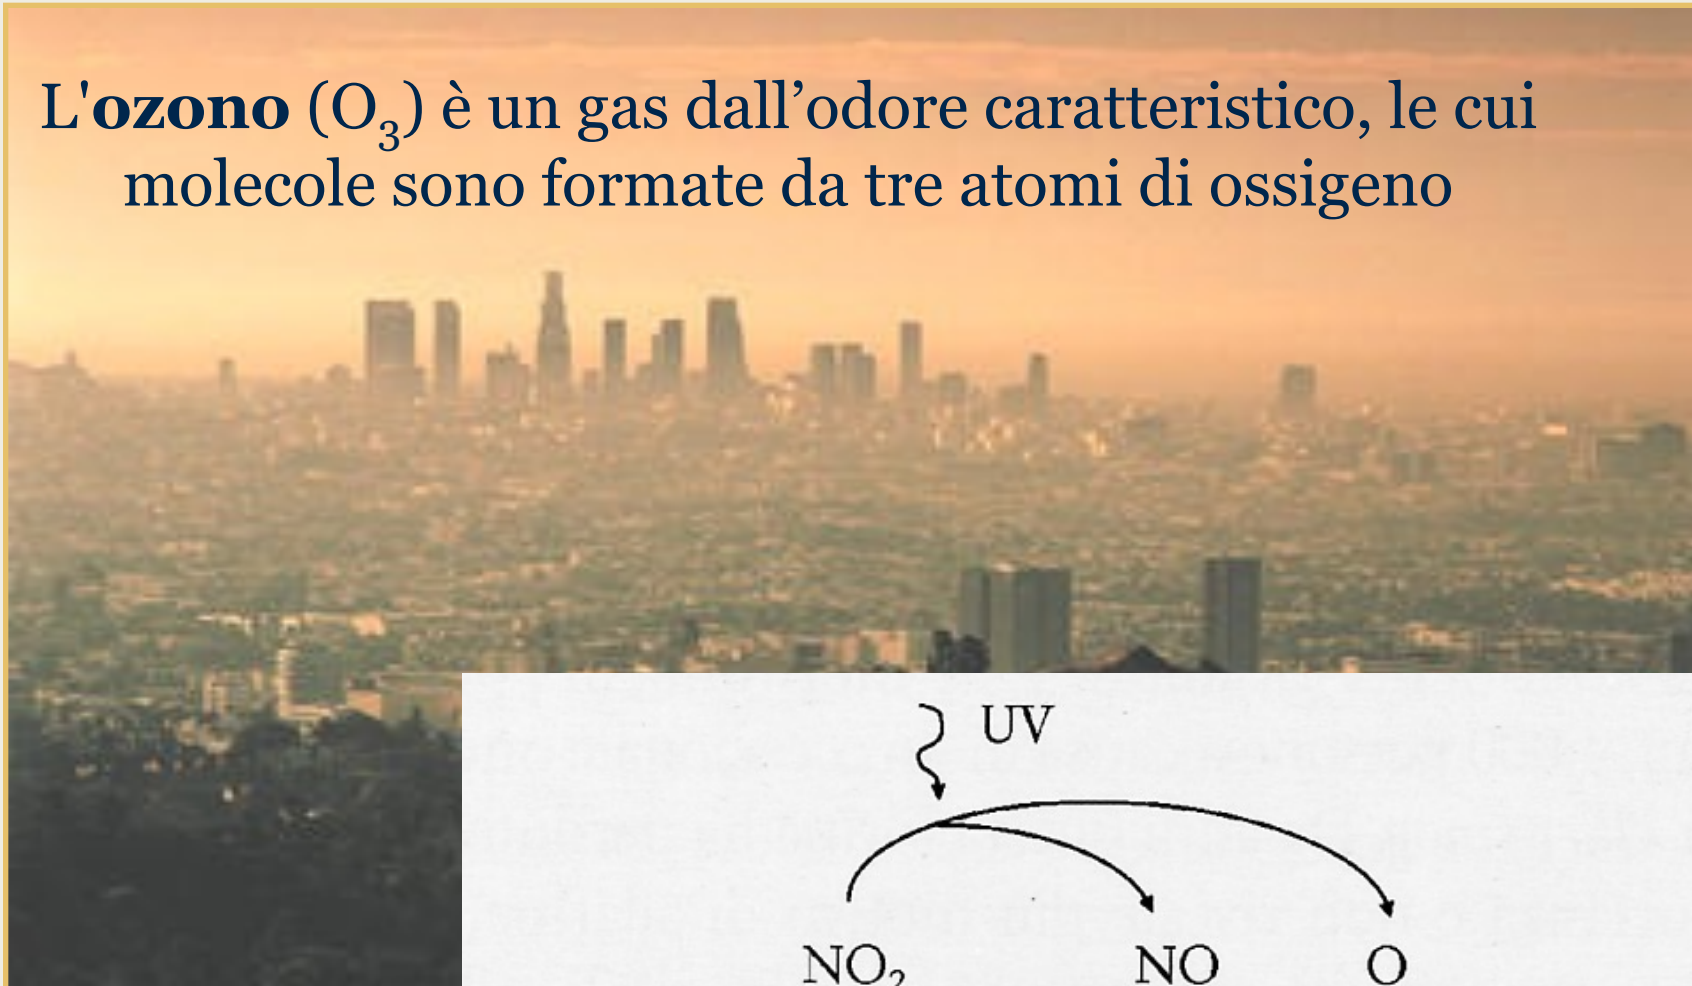 L'ozono (O₃) è un gas dall’odore caratteristico, le cui
molecole sono formate da tre atomi di ossigeno
UV
NO₂ NO O